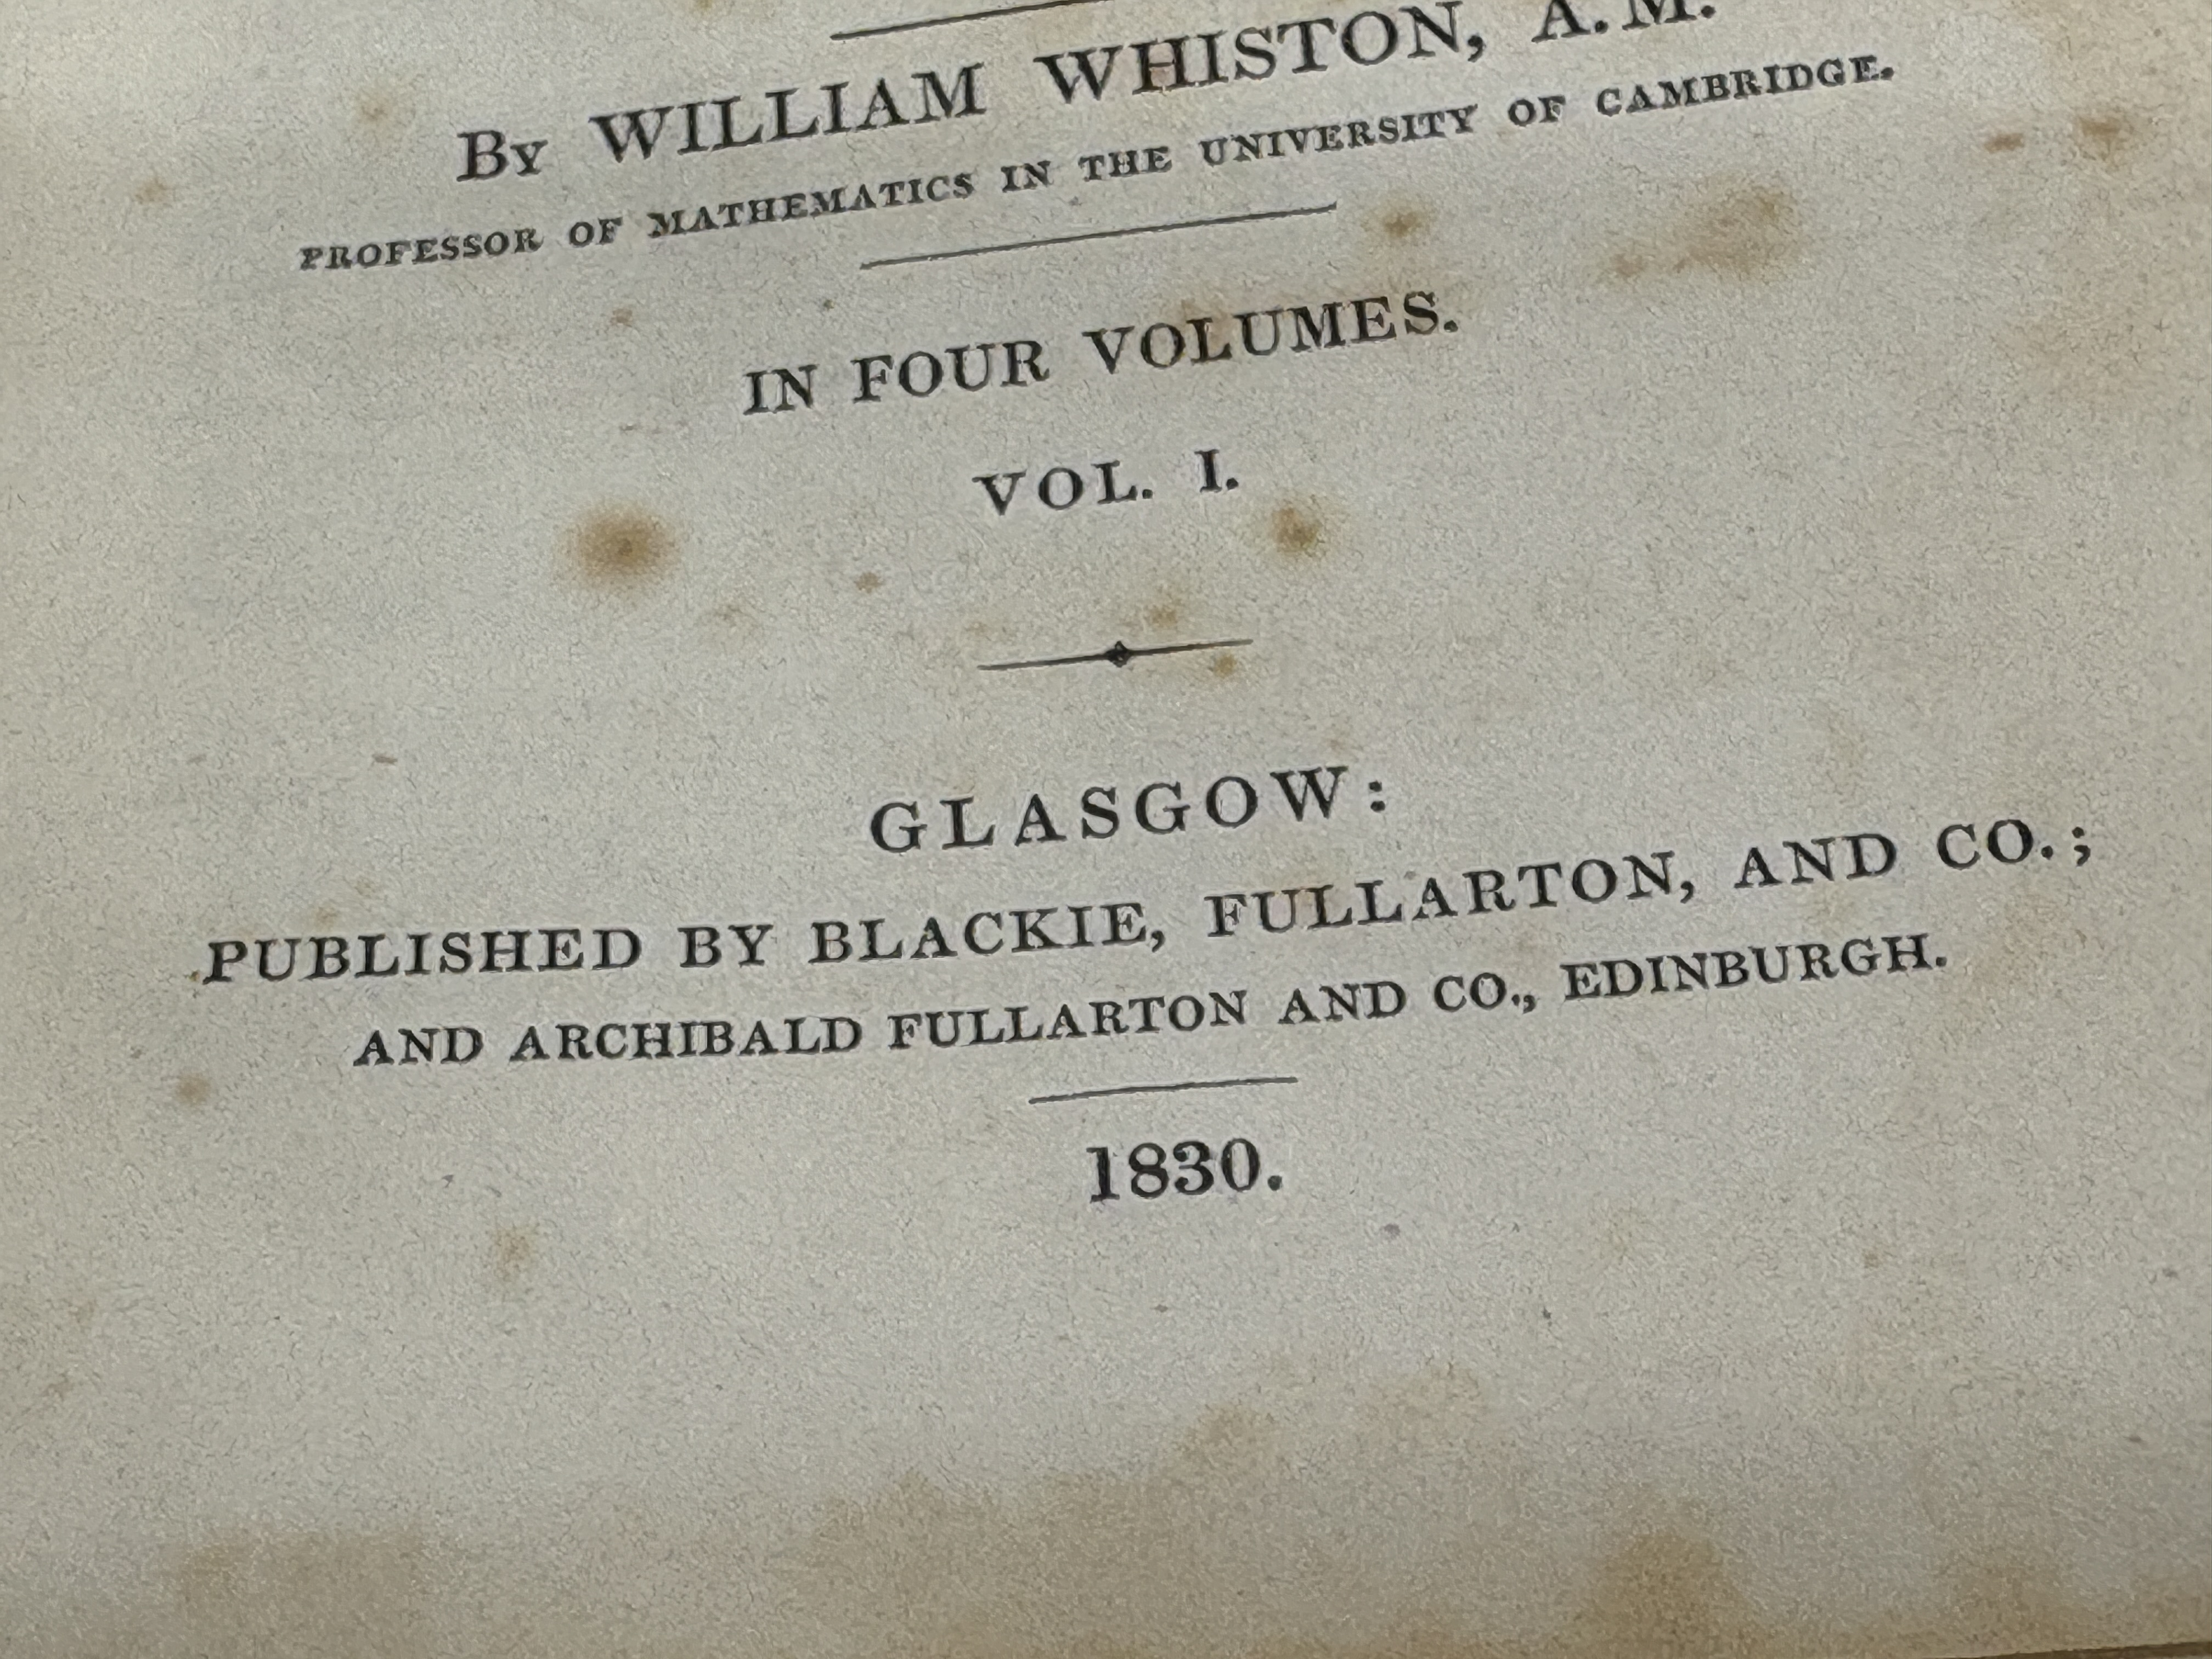 By WILLIAM WHISTON, A.M.
PROFESSOR OF MATHEMATICS IN THE UNIVERSITY OF CAMBRIDGE.
IN FOUR VOLUMES.
VOL. I.
GLASGOW:
PUBLISHED BY BLACKIE, FULLARTON, AND CO.;
AND ARCHIBALD FULLARTON AND CO., EDINBURGH.
1830.